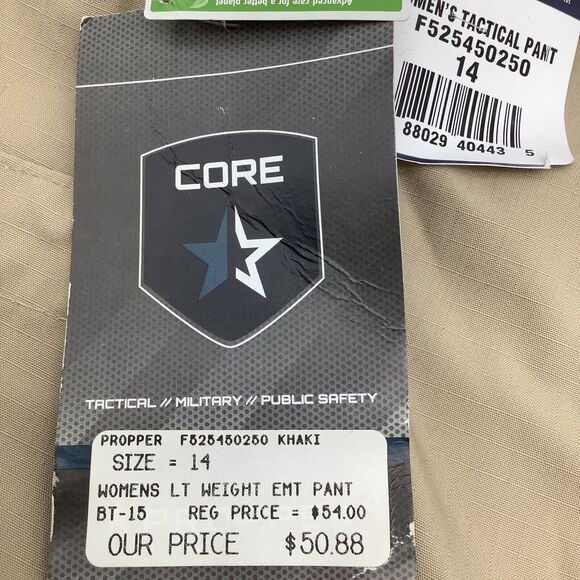 Advanced care for a better planet
MEN'S TACTICAL PANT
F525450250
14
88029 40443 5
CORE
TACTICAL // MILITARY // PUBLIC SAFETY
PROPPER F525450250 KHAKI
SIZE = 14
WOMENS LT WEIGHT EMT PANT
BT-15 REG PRICE = $54.00
OUR PRICE $50.88